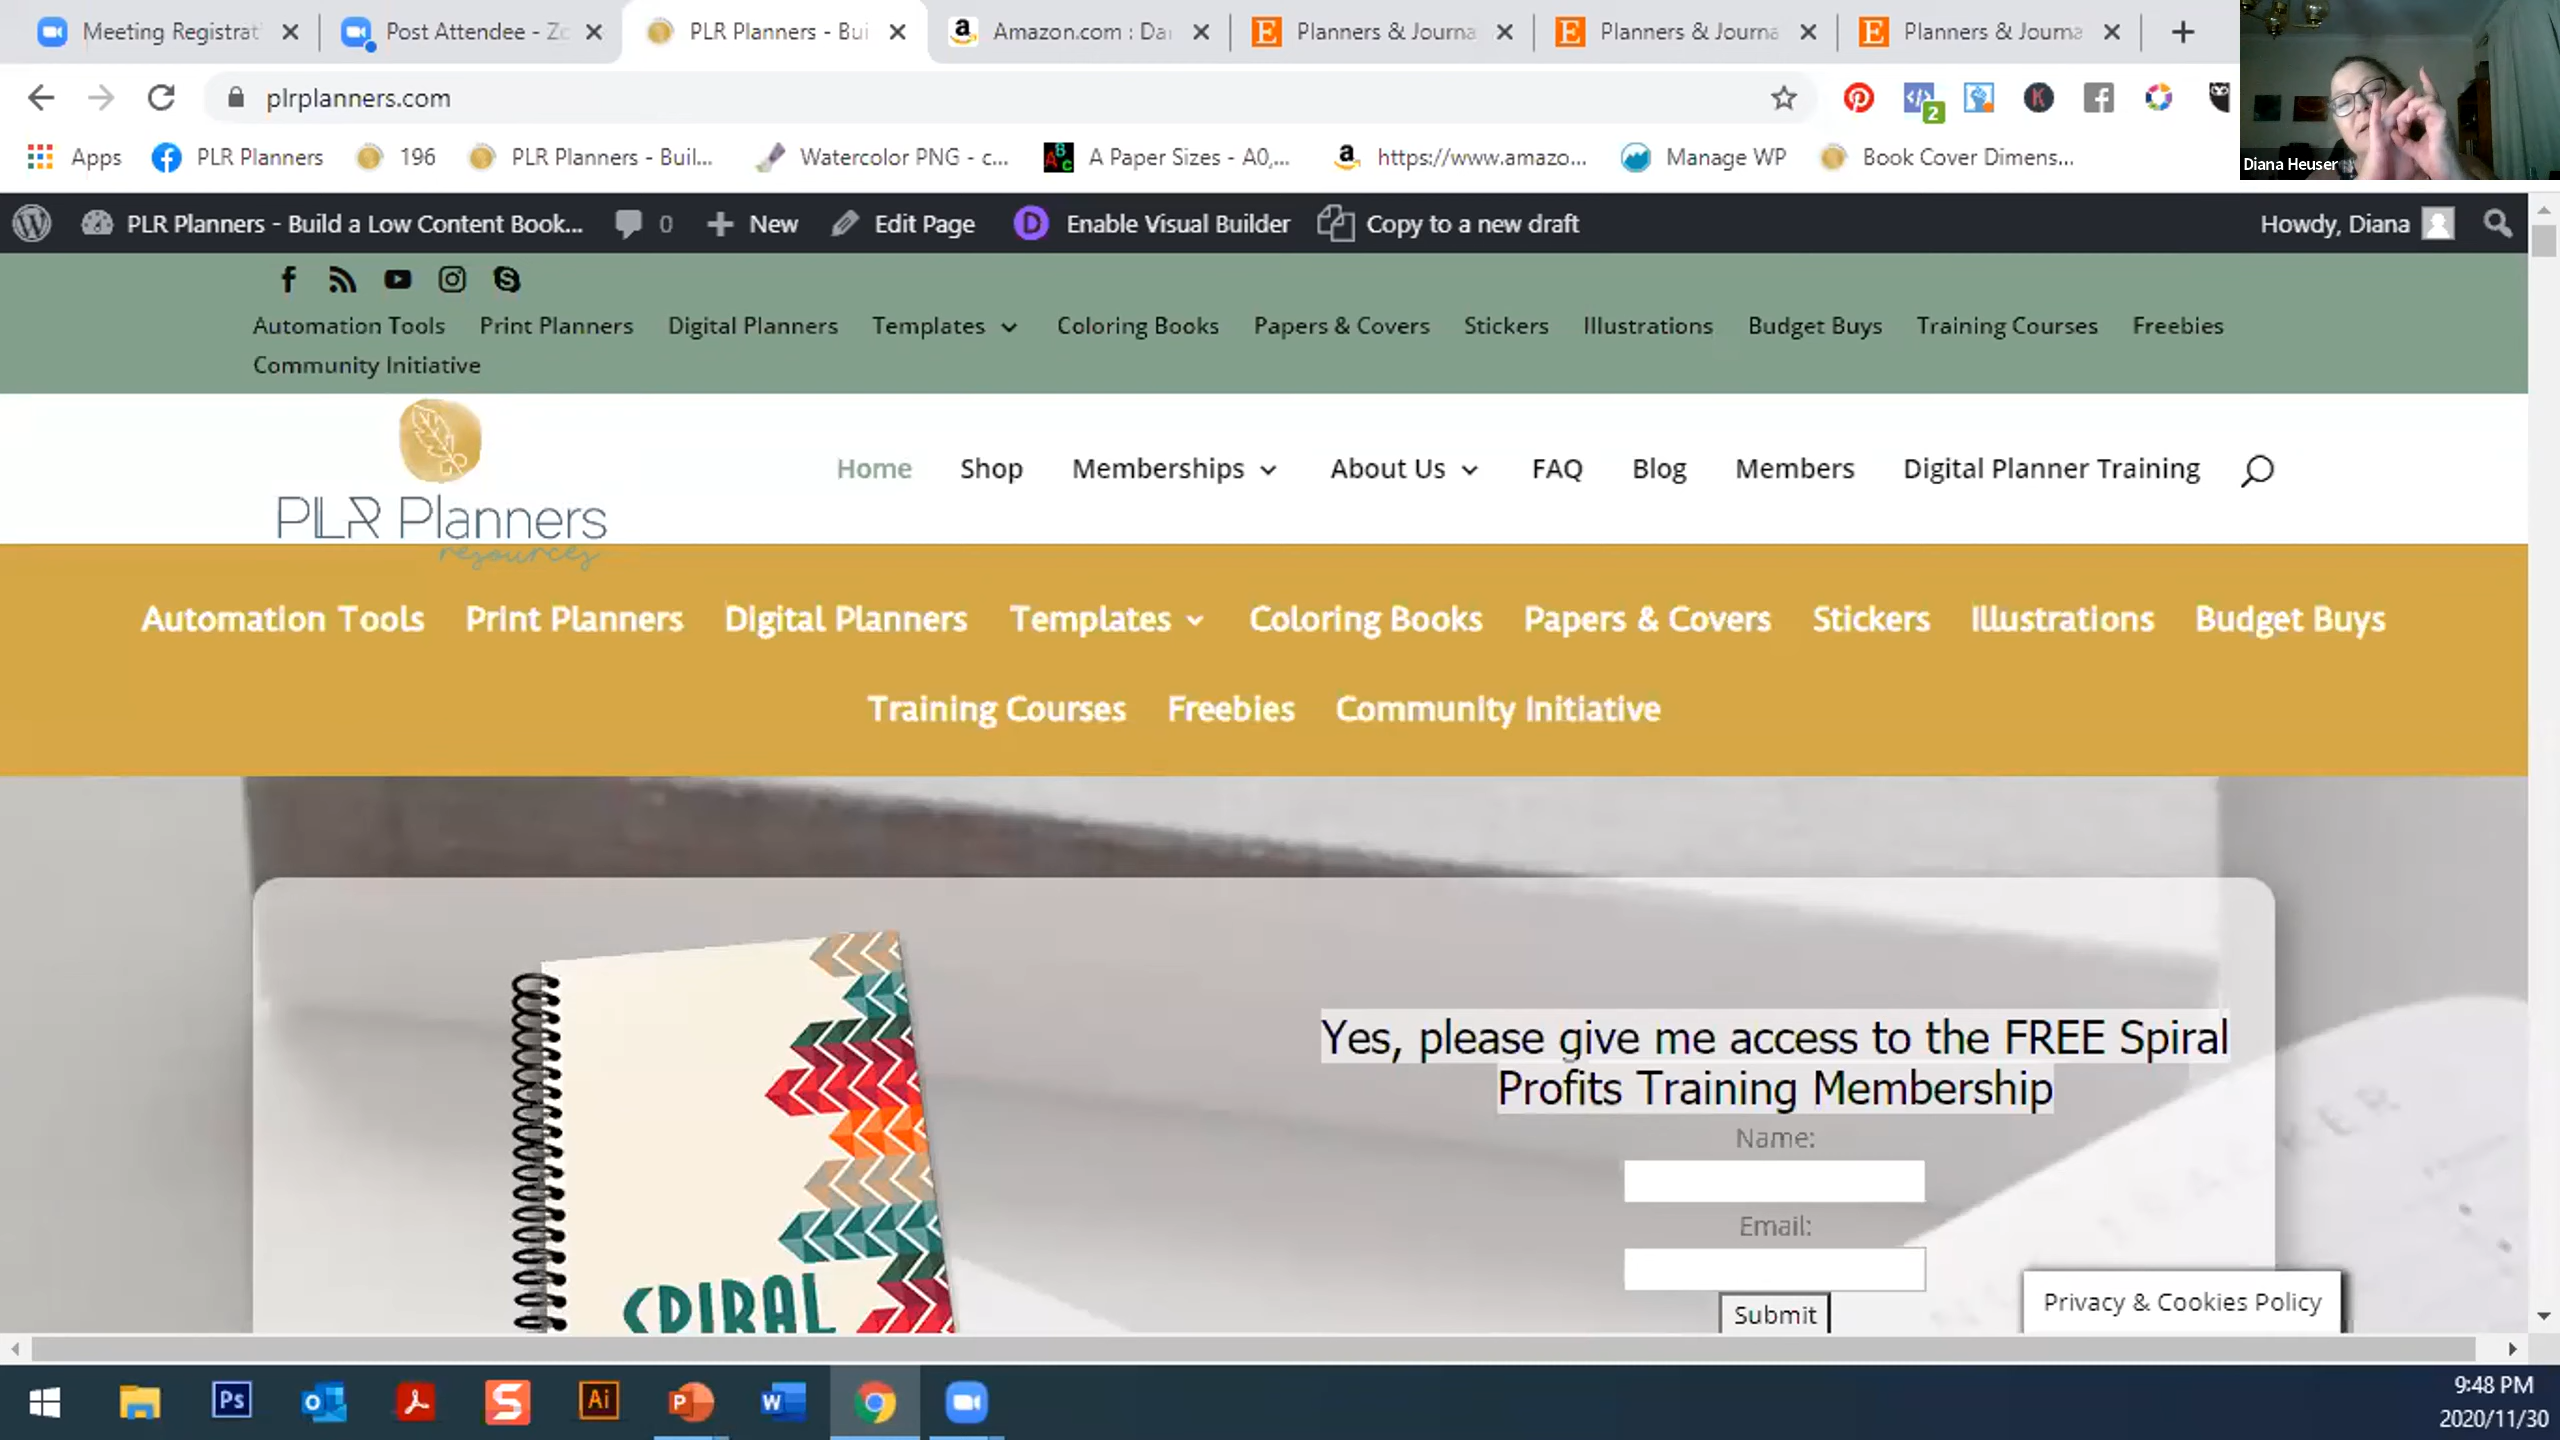 Meeting Registrat
Post Attendee - Zo
PLR Planners - Bui
Amazon.com : Da
Planners & Journa
Planners & Journa
Planners & Journa
plrplanners.com
2
Apps
PLR Planners
196
PLR Planners - Buil...
Watercolor PNG - c...
A Paper Sizes - A0,...
https://www.amazo...
Manage WP
Book Cover Dimens...
Diana Heuser
PLR Planners - Build a Low Content Book...
0
New
Edit Page
D
Enable Visual Builder
Copy to a new draft
Howdy, Diana
Automation Tools
Print Planners
Digital Planners
Templates
Coloring Books
Papers & Covers
Stickers
Illustrations
Budget Buys
Training Courses
Freebies
Community Initiative
PLR Planners
resources
Home
Shop
Memberships
About Us
FAQ
Blog
Members
Digital Planner Training
Automation Tools
Print Planners
Digital Planners
Templates
Coloring Books
Papers & Covers
Stickers
Illustrations
Budget Buys
Training Courses
Freebies
Community Initiative
Yes, please give me access to the FREE Spiral
Profits Training Membership
Name:
Email:
Submit
SPIRAL
Privacy & Cookies Policy
9:48 PM
2020/11/30